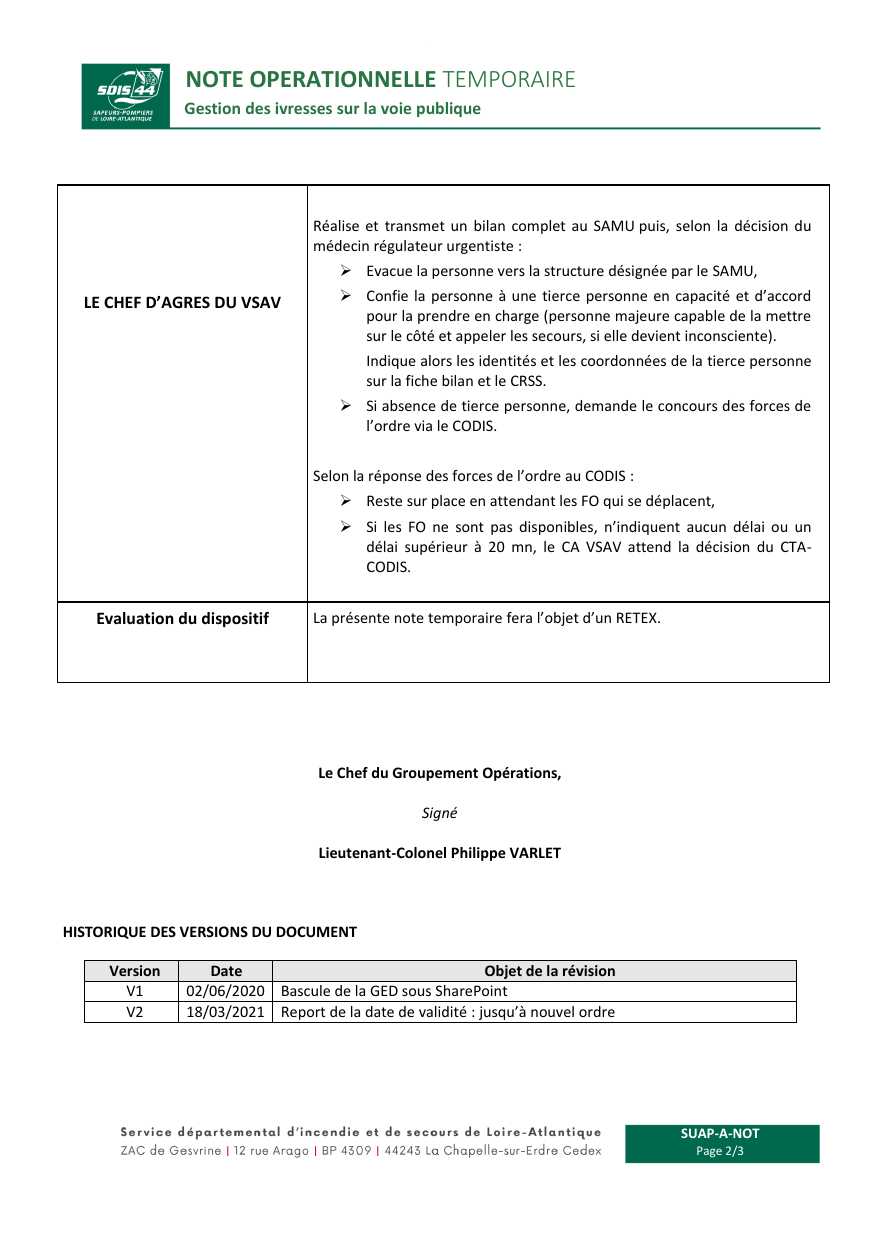 SDIS 44
SAPEURS-POMPIERS
DE LOIRE-ATLANTIQUE
NOTE OPERATIONNELLE TEMPORAIRE
Gestion des ivresses sur la voie publique
LE CHEF D’AGRES DU VSAV
Réalise et transmet un bilan complet au SAMU puis, selon la décision du
médecin régulateur urgentiste :
➢ Evacue la personne vers la structure désignée par le SAMU,
➢ Confie la personne à une tierce personne en capacité et d’accord
pour la prendre en charge (personne majeure capable de la mettre
sur le côté et appeler les secours, si elle devient inconsciente).
Indique alors les identités et les coordonnées de la tierce personne
sur la fiche bilan et le CRSS.
➢ Si absence de tierce personne, demande le concours des forces de
l’ordre via le CODIS.
Selon la réponse des forces de l’ordre au CODIS :
➢ Reste sur place en attendant les FO qui se déplacent,
➢ Si les FO ne sont pas disponibles, n’indiquent aucun délai ou un
délai supérieur à 20 mn, le CA VSAV attend la décision du CTA-
CODIS.
Evaluation du dispositif
La présente note temporaire fera l’objet d’un RETEX.
Le Chef du Groupement Opérations,
Signé
Lieutenant-Colonel Philippe VARLET
HISTORIQUE DES VERSIONS DU DOCUMENT
Version Date Objet de la révision
V1 02/06/2020 Bascule de la GED sous SharePoint
V2 18/03/2021 Report de la date de validité : jusqu’à nouvel ordre
Service départemental d’incendie et de secours de Loire-Atlantique
ZAC de Gesvrine | 12 rue Arago | BP 4309 | 44243 La Chapelle-sur-Erdre Cedex
SUAP-A-NOT
Page 2/3